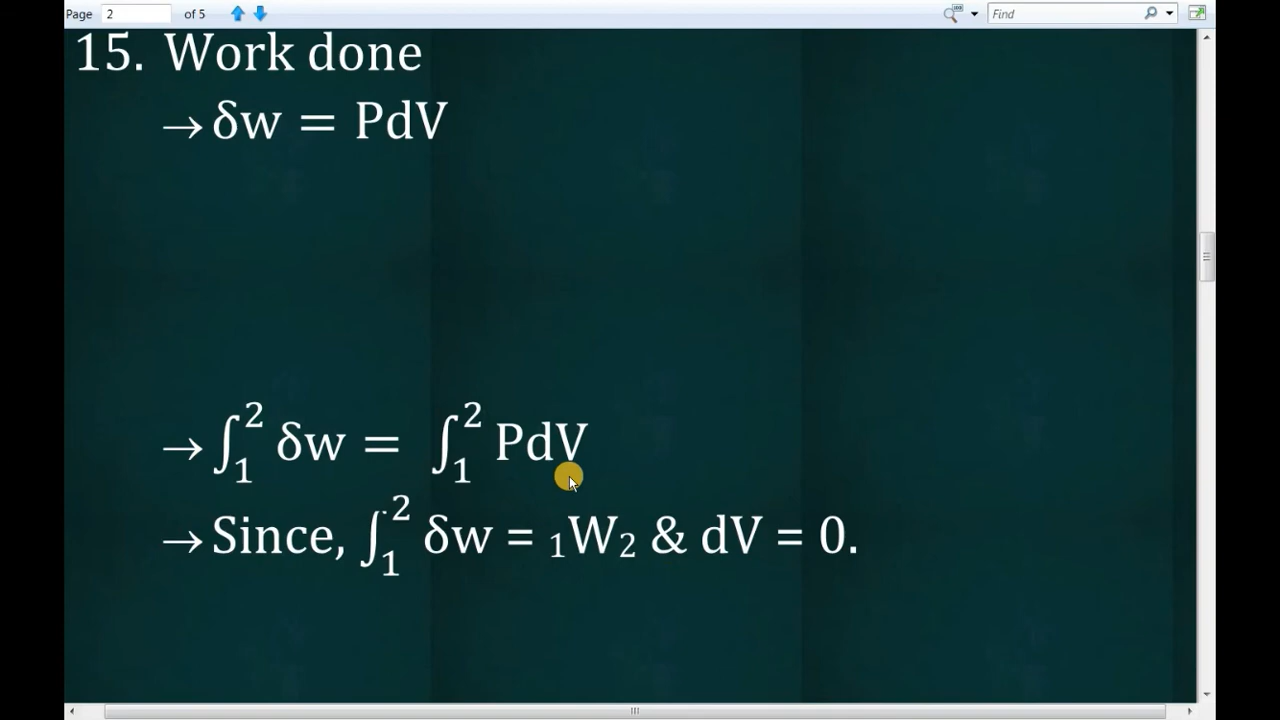 Page 2 of 5 Find
15. Work done
→ δw = PdV
→ ∫₁² δw = ∫₁² PdV
→ Since, ∫₁² δw = ₁W₂ & dV = 0.